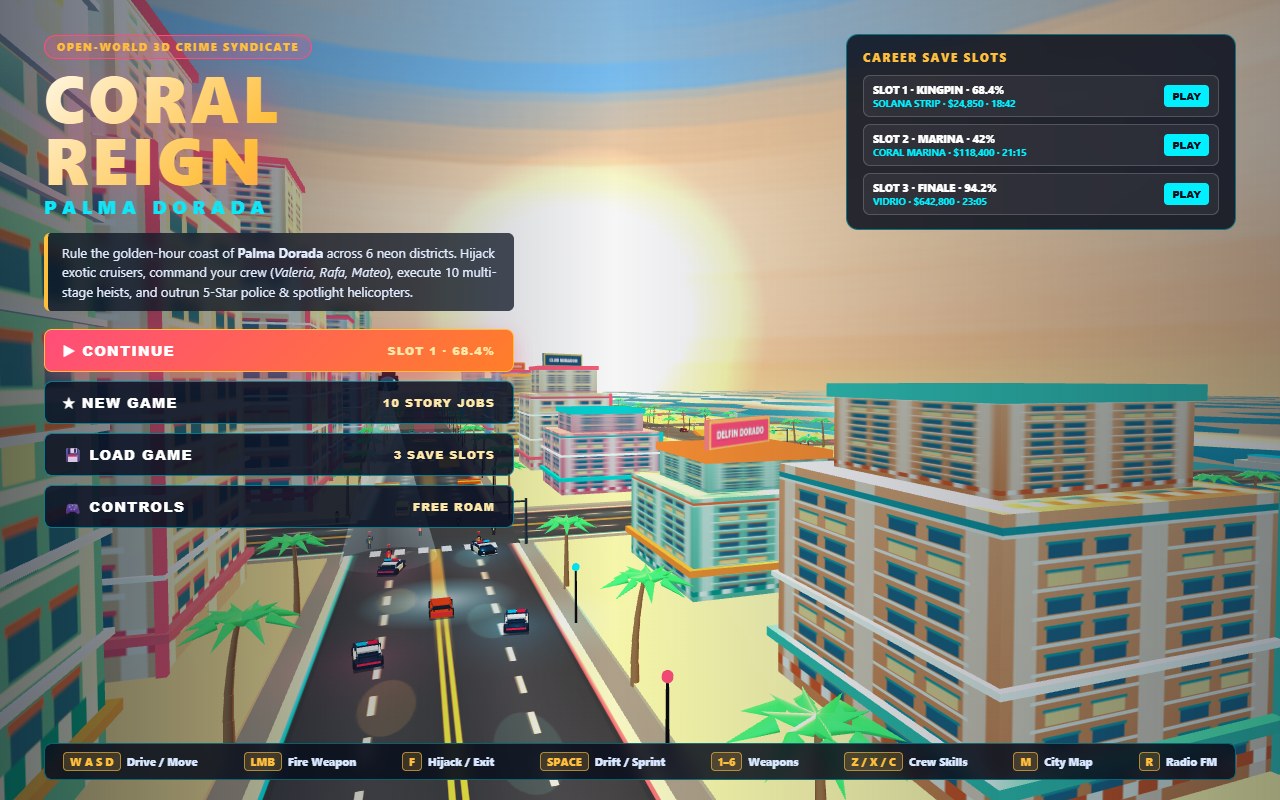 OPEN-WORLD 3D CRIME SYNDICATE
CORAL
REIGN
PALMA DORADA
Rule the golden-hour coast of Palma Dorada across 6 neon districts. Hijack
exotic cruisers, command your crew (Valeria, Rafa, Mateo), execute 10 multi-
stage heists, and outrun 5-Star police & spotlight helicopters.
▶ CONTINUE SLOT 1 · 68.4%
★ NEW GAME 10 STORY JOBS
💾 LOAD GAME 3 SAVE SLOTS
🎮 CONTROLS FREE ROAM
CAREER SAVE SLOTS
SLOT 1 · KINGPIN · 68.4%
SOLANA STRIP · $24,850 · 18:42
PLAY
SLOT 2 · MARINA · 42%
CORAL MARINA · $118,400 · 21:15
PLAY
SLOT 3 · FINALE · 94.2%
VIDRIO · $642,800 · 23:05
PLAY
DELFIN DORADO
W A S D Drive / Move LMB Fire Weapon F Hijack / Exit SPACE Drift / Sprint 1–6 Weapons Z / X / C Crew Skills M City Map R Radio FM